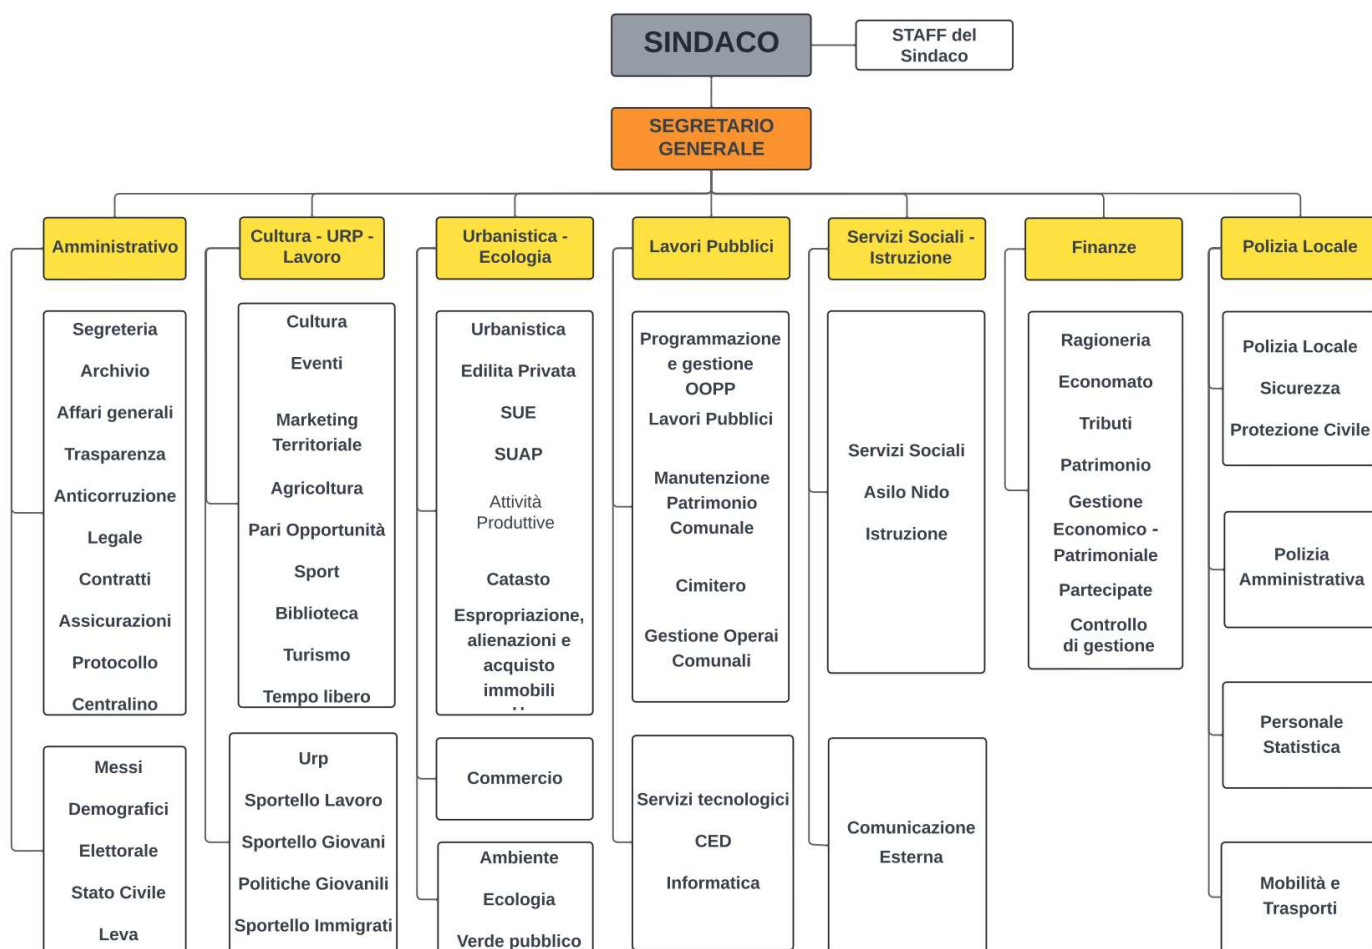 SINDACO
STAFF del
Sindaco
SEGRETARIO
GENERALE
Amministrativo
Cultura - URP -
Lavoro
Urbanistica -
Ecologia
Lavori Pubblici
Servizi Sociali -
Istruzione
Finanze
Polizia Locale
Segreteria
Archivio
Affari generali
Trasparenza
Anticorruzione
Legale
Contratti
Assicurazioni
Protocollo
Centralino
Messi
Demografici
Elettorale
Stato Civile
Leva
Cultura
Eventi
Marketing
Territoriale
Agricoltura
Pari Opportunità
Sport
Biblioteca
Turismo
Tempo libero
Urp
Sportello Lavoro
Sportello Giovani
Politiche Giovanili
Sportello Immigrati
Urbanistica
Edilita Privata
SUE
SUAP
Attività
Produttive
Catasto
Espropriazione,
alienazioni e
acquisto
immobili
Commercio
Ambiente
Ecologia
Verde pubblico
Programmazione
e gestione
OOPP
Lavori Pubblici
Manutenzione
Patrimonio
Comunale
Cimitero
Gestione Operai
Comunali
Servizi tecnologici
CED
Informatica
Servizi Sociali
Asilo Nido
Istruzione
Comunicazione
Esterna
Ragioneria
Economato
Tributi
Patrimonio
Gestione
Economico -
Patrimoniale
Partecipate
Controllo
di gestione
Polizia Locale
Sicurezza
Protezione Civile
Polizia
Amministrativa
Personale
Statistica
Mobilità e
Trasporti